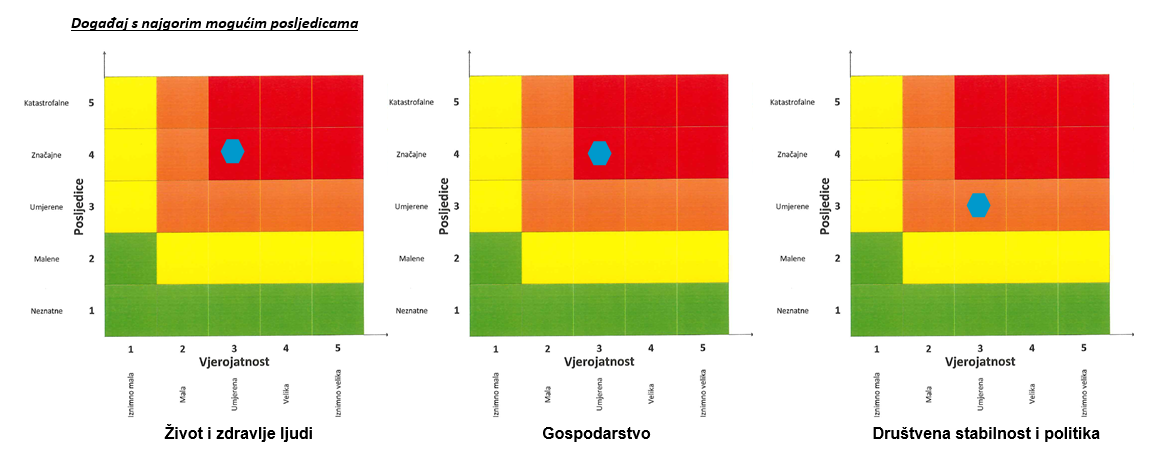 Događaj s najgorim mogućim posljedicama
Katastrofalne 5
Značajne 4
Umjerene 3
Malene 2
Neznatne 1
Posljedice
1 2 3 4 5
Vjerojatnost
Iznimno mala
Mala
Umjerena
Velika
Iznimno velika
Život i zdravlje ljudi
Katastrofalne 5
Značajne 4
Umjerene 3
Malene 2
Neznatne 1
Posljedice
1 2 3 4 5
Vjerojatnost
Iznimno mala
Mala
Umjerena
Velika
Iznimno velika
Gospodarstvo
Katastrofalne 5
Značajne 4
Umjerene 3
Malene 2
Neznatne 1
Posljedice
1 2 3 4 5
Vjerojatnost
Iznimno mala
Mala
Umjerena
Velika
Iznimno velika
Društvena stabilnost i politika